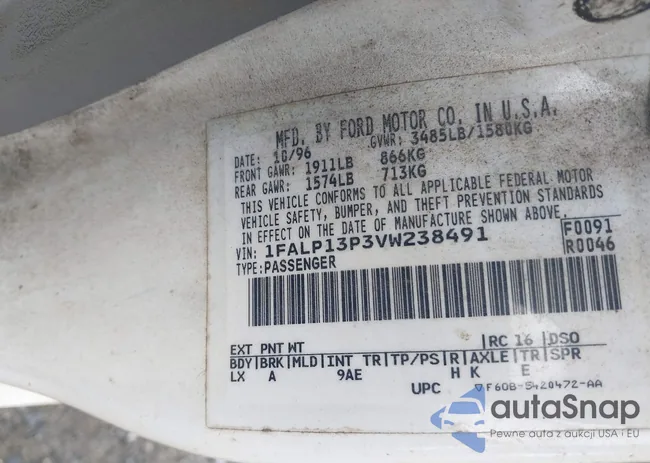 MFD. BY FORD MOTOR CO. IN U.S.A.
DATE: 10/96 GVWR: 3485LB/1580KG
FRONT GAWR: 1911LB 866KG
REAR GAWR: 1574LB 713KG
THIS VEHICLE CONFORMS TO ALL APPLICABLE FEDERAL MOTOR
VEHICLE SAFETY, BUMPER, AND THEFT PREVENTION STANDARDS
IN EFFECT ON THE DATE OF MANUFACTURE SHOWN ABOVE.
VIN: 1FALP13P3VW238491 F0091
TYPE: PASSENGER R0046
EXT PNT WT RC 16 DSO
BDY BRK MLD INT TR TP/PS R AXLE TR SPR
LX A 9AE H K E
UPC F60B-5420472-AA
autoSnap
Pewne auta z aukcji USA i EU